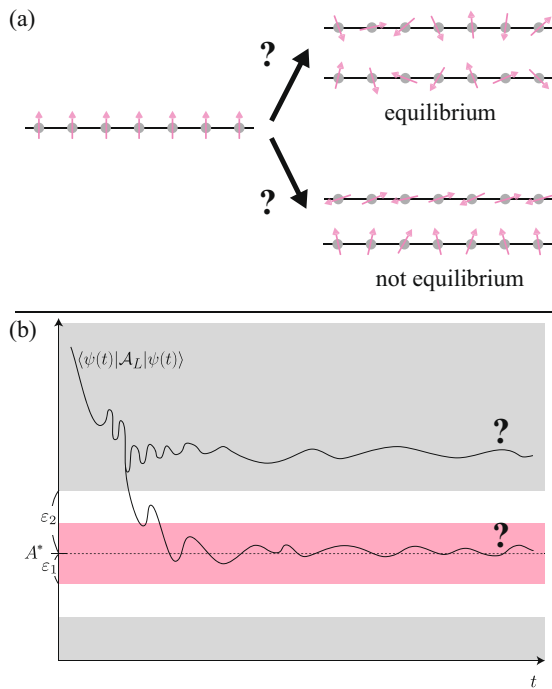 (a)
?
equilibrium
?
not equilibrium
(b)
⟨ψ(t)|𝒜_L|ψ(t)⟩
?
ε₂
?
A*
ε₁
t